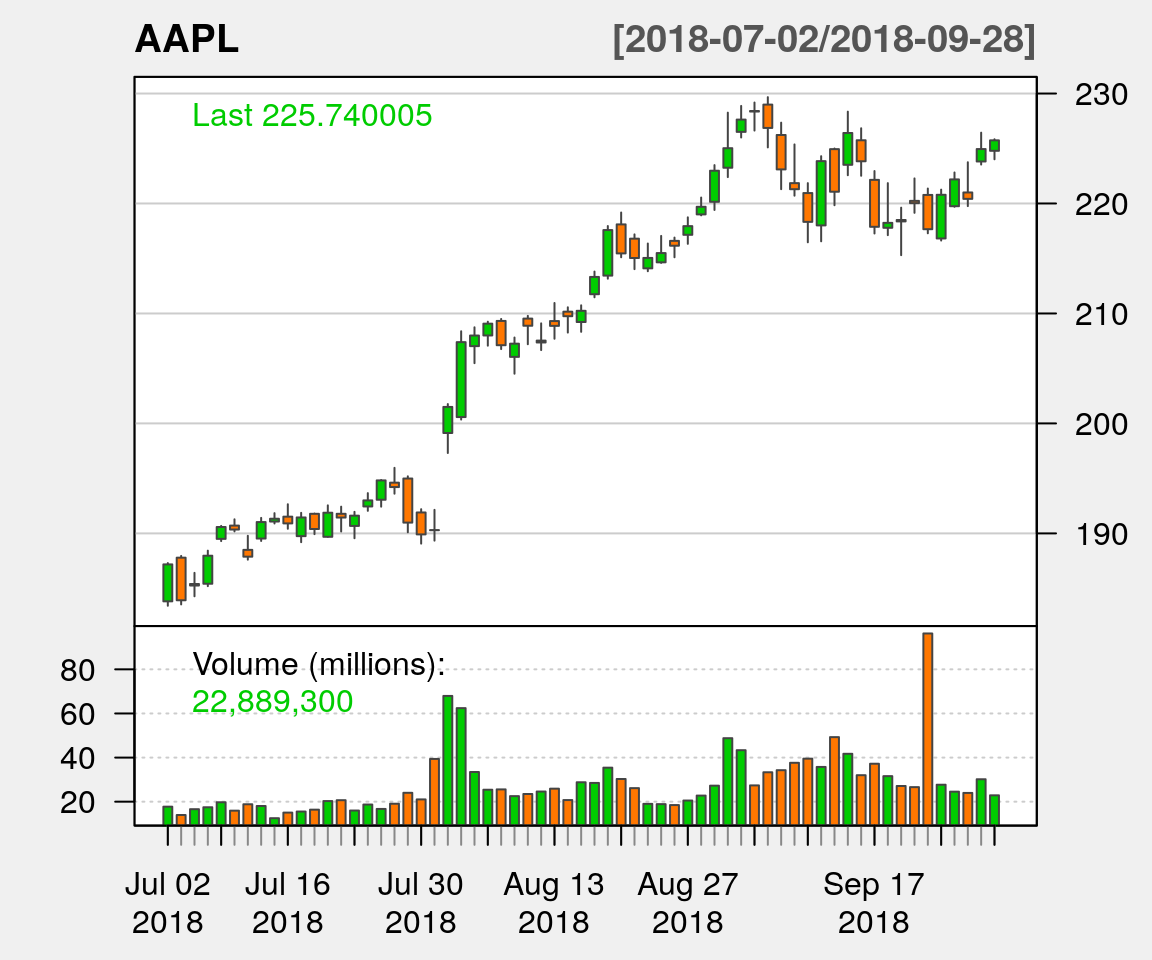 AAPL [2018-07-02/2018-09-28]
Last 225.740005
230
220
210
200
190
Volume (millions):
22,889,300
80
60
40
20
Jul 02 Jul 16 Jul 30 Aug 13 Aug 27 Sep 17
2018 2018 2018 2018 2018 2018